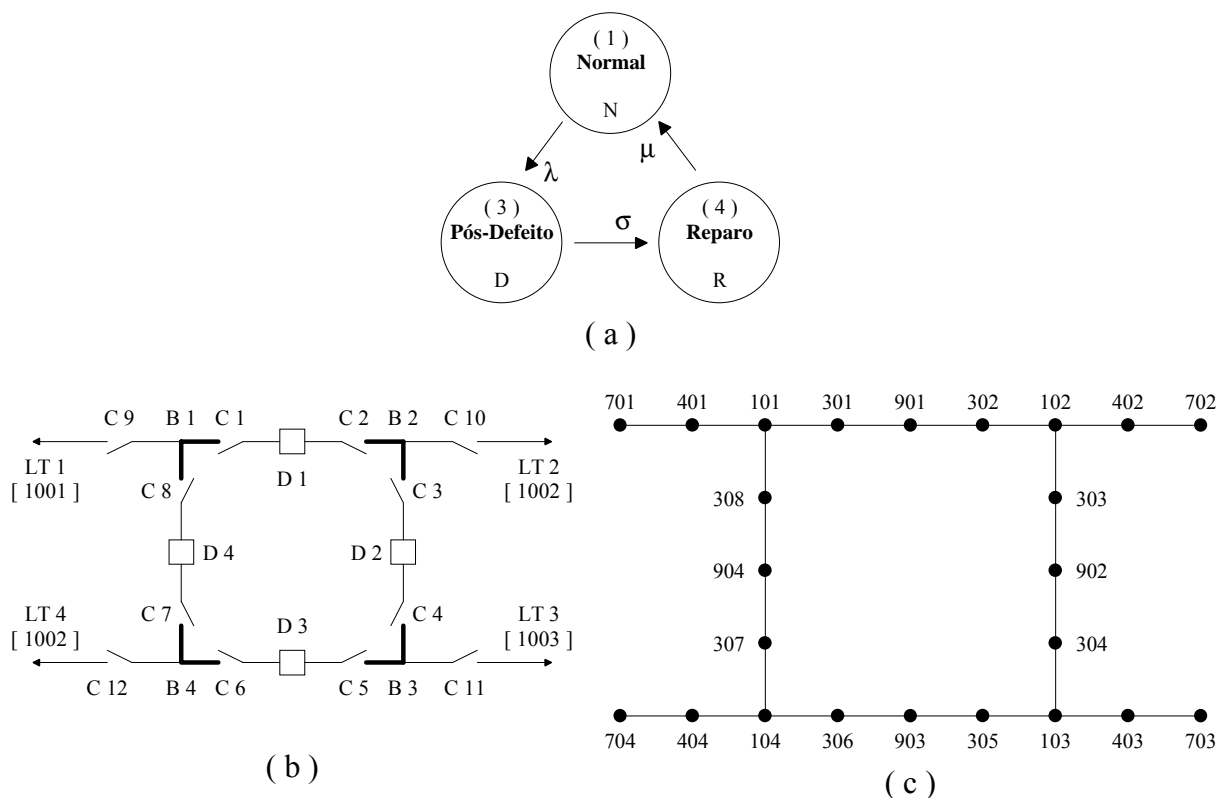 ( 1 )
Normal
N
μ
λ
( 3 )
Pós-Defeito
D
σ
( 4 )
Reparo
R
( a )
C 9 B 1 C 1 C 2 B 2 C 10
LT 1
[ 1001 ]
D 1
LT 2
[ 1002 ]
C 8 C 3
D 4 D 2
LT 4
[ 1002 ]
C 7 D 3 C 4
LT 3
[ 1003 ]
C 12 B 4 C 6 C 5 B 3 C 11
( b )
701 401 101 301 901 302 102 402 702
308 303
904 902
307 304
704 404 104 306 903 305 103 403 703
( c )